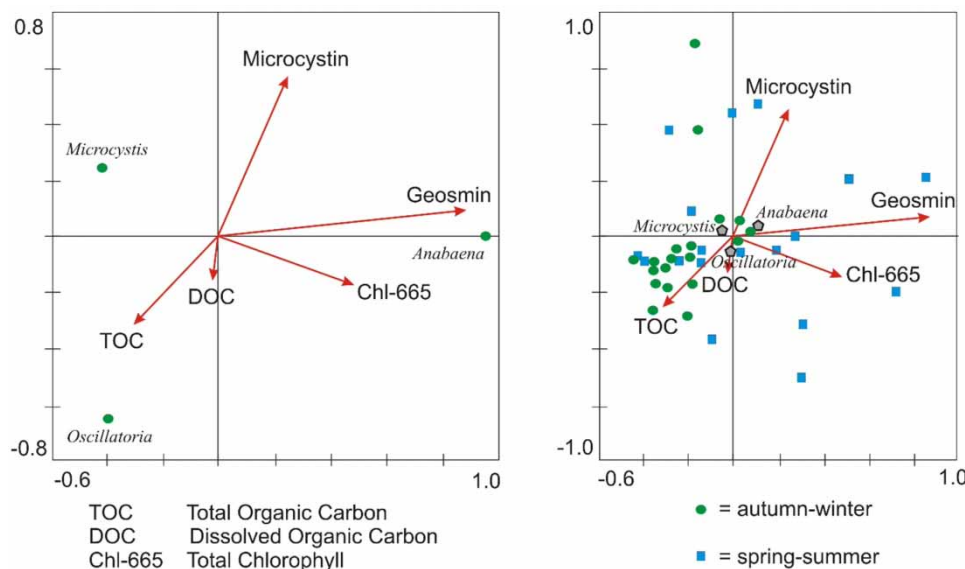 0.8
Microcystin
Microcystis
Geosmin
Anabaena
DOC
Chl-665
TOC
Oscillatoria
-0.8
-0.6
1.0
TOC Total Organic Carbon
DOC Dissolved Organic Carbon
Chl-665 Total Chlorophyll
1.0
Microcystin
Geosmin
Anabaena
Microcystis
Oscillatoria
DOC
Chl-665
TOC
-1.0
-0.6
1.0
= autumn-winter
= spring-summer